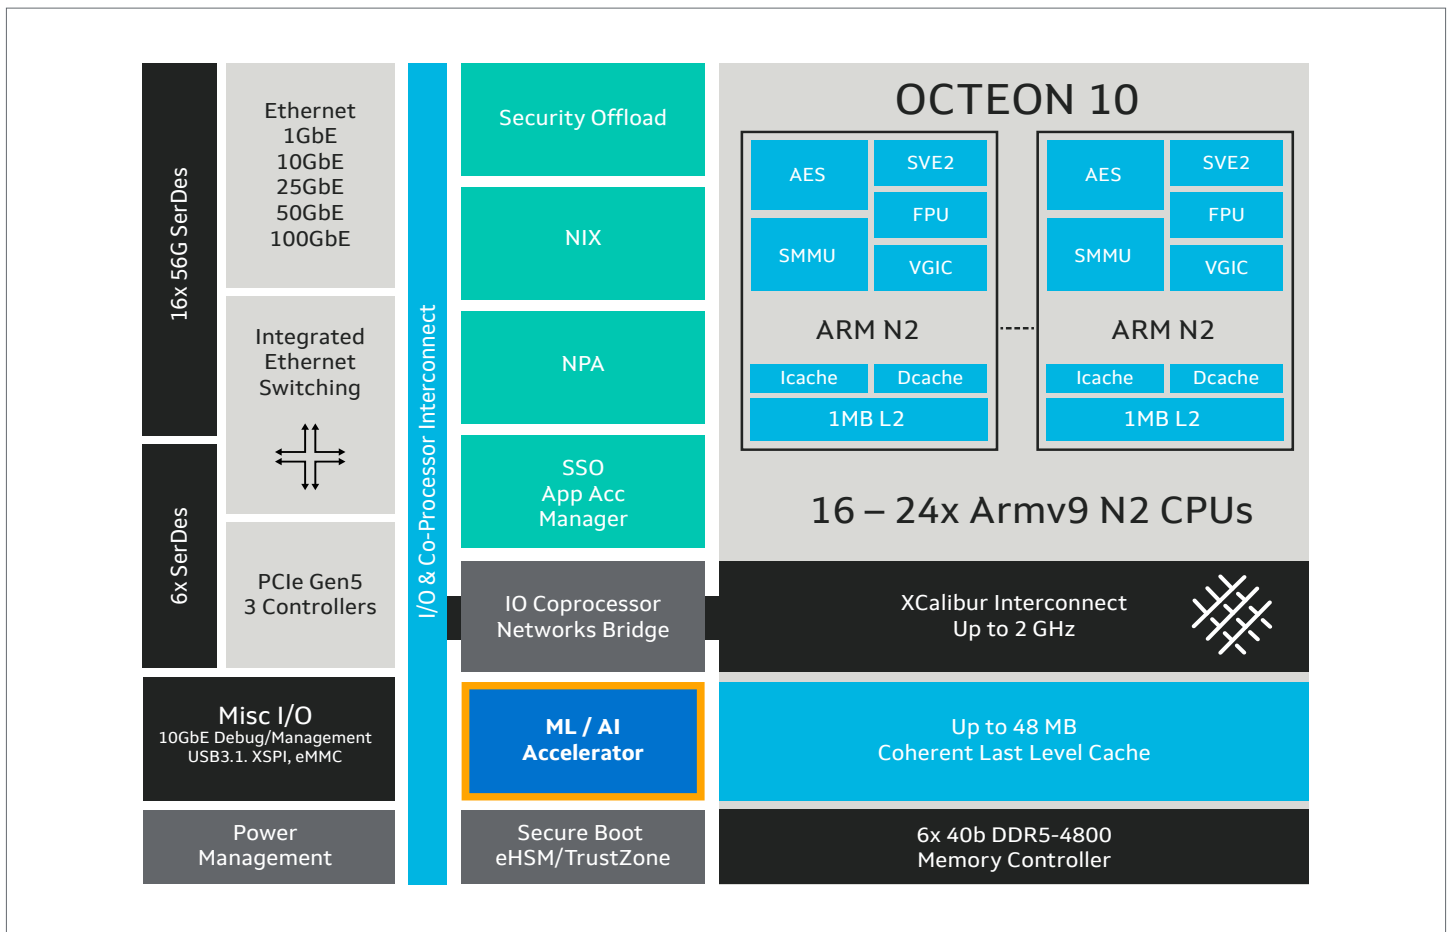 16x 56G SerDes
6x SerDes
Ethernet
1GbE
10GbE
25GbE
50GbE
100GbE
Integrated
Ethernet
Switching
PCIe Gen5
3 Controllers
Misc I/O
10GbE Debug/Management
USB3.1. XSPI, eMMC
Power
Management
I/O & Co-Processor Interconnect
Security Offload
NIX
NPA
SSO
App Acc
Manager
IO Coprocessor
Networks Bridge
ML / AI
Accelerator
Secure Boot
eHSM/TrustZone
OCTEON 10
AES
SVE2
FPU
SMMU
VGIC
ARM N2
Icache
Dcache
1MB L2
AES
SVE2
FPU
SMMU
VGIC
ARM N2
Icache
Dcache
1MB L2
16 – 24x Armv9 N2 CPUs
XCalibur Interconnect
Up to 2 GHz
Up to 48 MB
Coherent Last Level Cache
6x 40b DDR5-4800
Memory Controller